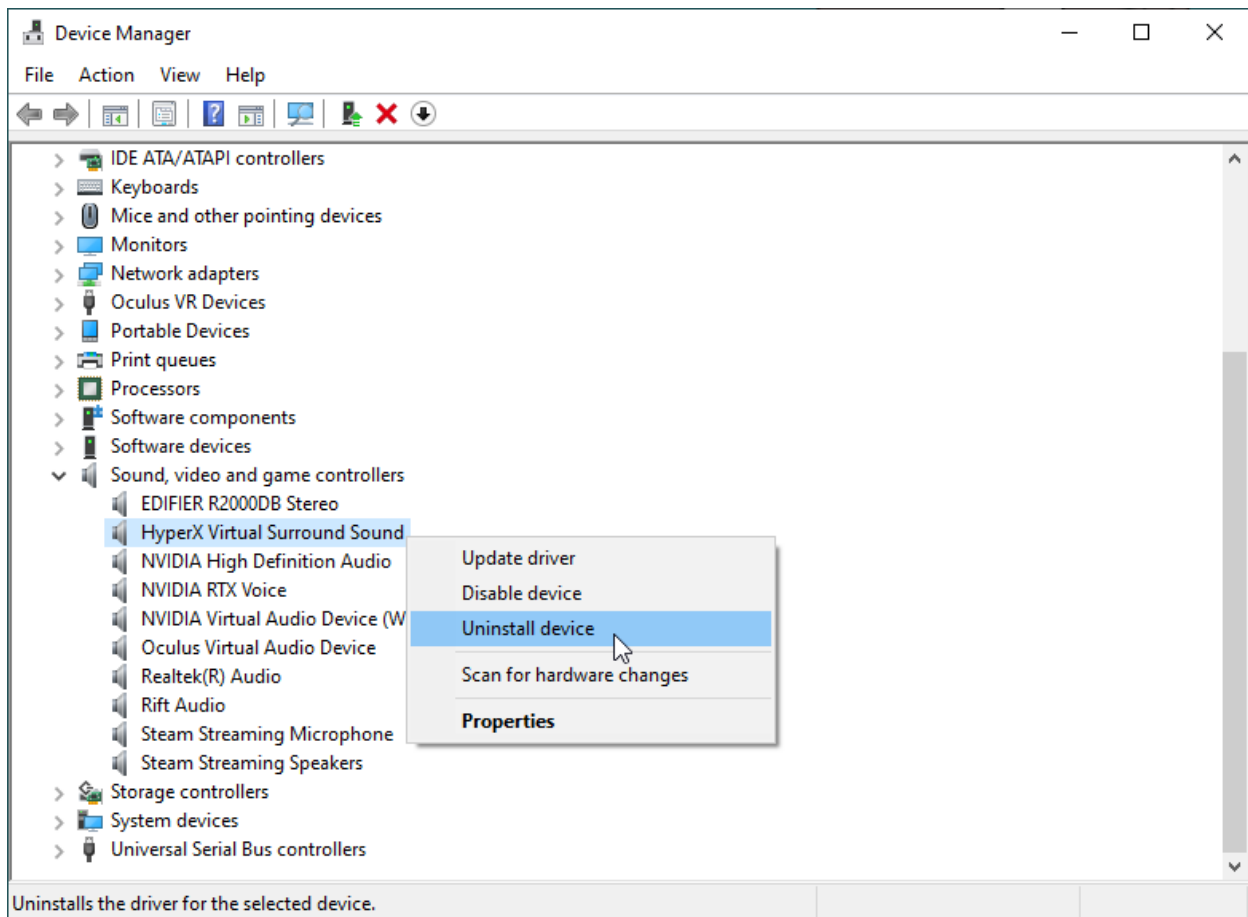 Device Manager
File Action View Help
IDE ATA/ATAPI controllers
Keyboards
Mice and other pointing devices
Monitors
Network adapters
Oculus VR Devices
Portable Devices
Print queues
Processors
Software components
Software devices
Sound, video and game controllers
EDIFIER R2000DB Stereo
HyperX Virtual Surround Sound
NVIDIA High Definition Audio
NVIDIA RTX Voice
NVIDIA Virtual Audio Device (W
Oculus Virtual Audio Device
Realtek(R) Audio
Rift Audio
Steam Streaming Microphone
Steam Streaming Speakers
Storage controllers
System devices
Universal Serial Bus controllers
Update driver
Disable device
Uninstall device
Scan for hardware changes
Properties
Uninstalls the driver for the selected device.